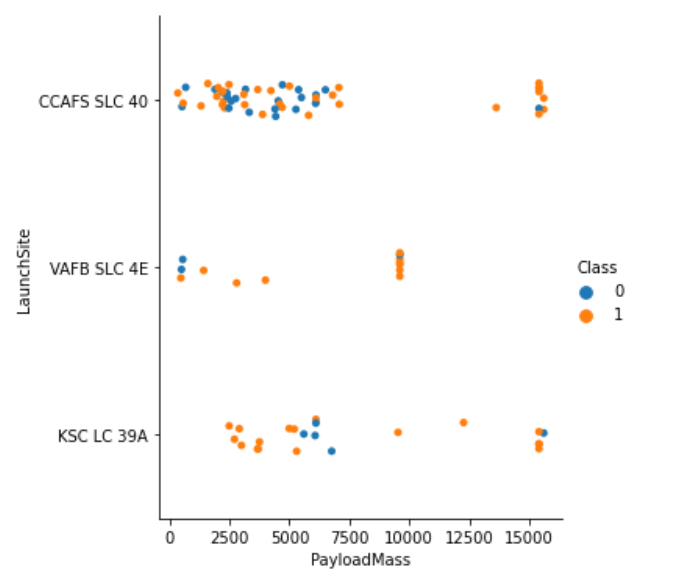 CCAFS SLC 40
VAFB SLC 4E
KSC LC 39A
LaunchSite
0 2500 5000 7500 10000 12500 15000
PayloadMass
Class
0
1